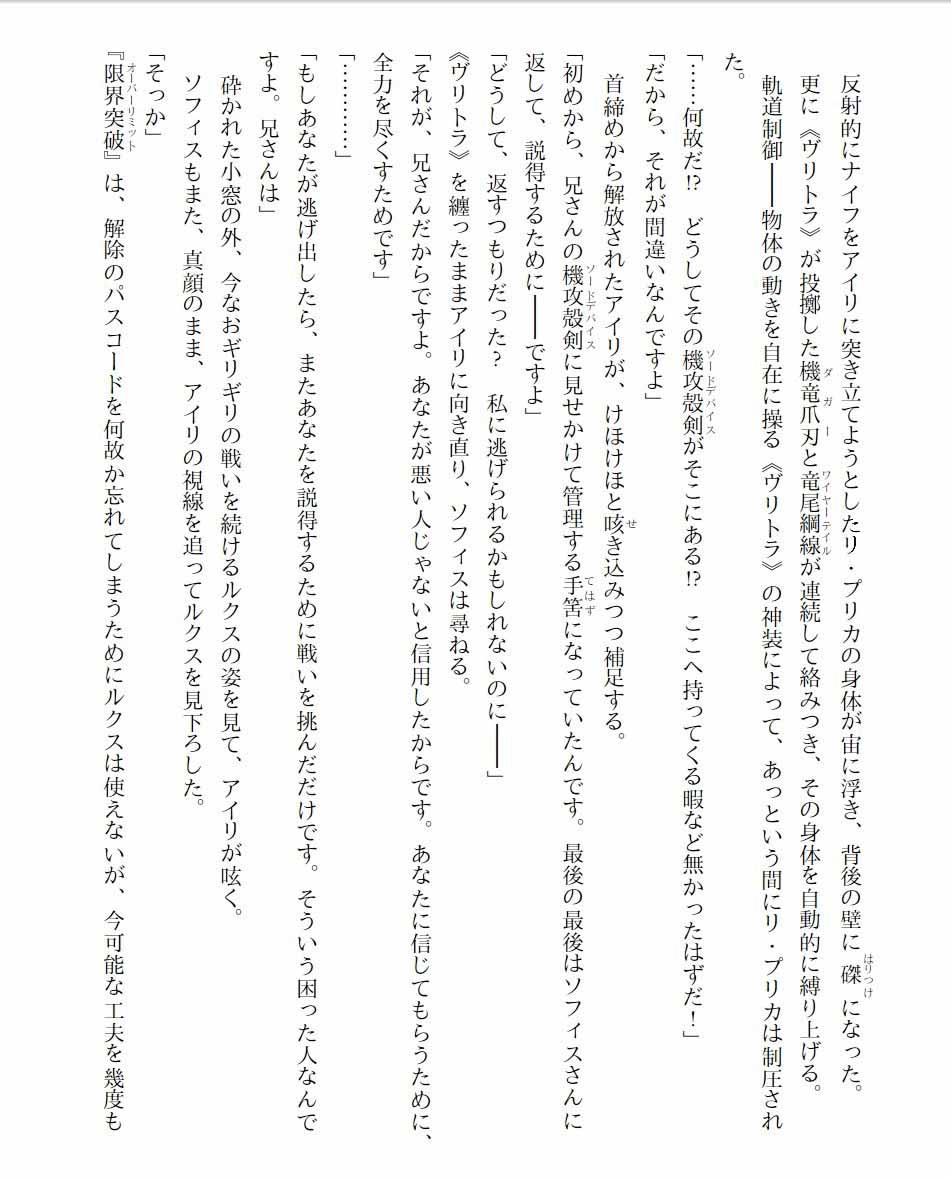 反射的にナイフをアイリに突き立てようとしたリ・プリカの身体が宙に浮き、背後の壁に磔になった。
更に《ヴリトラ》が投擲した機竜爪刃と竜尾綱線が連続して絡みつき、その身体を自動的に縛り上げる。
軌道制御――物体の動きを自在に操る《ヴリトラ》の神装によって、あっという間にリ・プリカは制圧され
た。
「……何故だ!?　どうしてその機攻殻剣がそこにある!?　ここへ持ってくる暇など無かったはずだ！」
「だから、それが間違いなんですよ」
首締めから解放されたアイリが、けほけほと咳き込みつつ補足する。
「初めから、兄さんの機攻殻剣に見せかけて管理する手筈になっていたんです。最後の最後はソフィスさんに
返して、説得するために――ですよ」
「どうして、返すつもりだった？　私に逃げられるかもしれないのに――」
《ヴリトラ》を纏ったままアイリに向き直り、ソフィスは尋ねる。
「それが、兄さんだからですよ。あなたが悪い人じゃないと信用したからです。あなたに信じてもらうために、
全力を尽くすためです」
「…………」
「もしあなたが逃げ出したら、またあなたを説得するために戦いを挑んだだけです。そういう困った人なんで
すよ。兄さんは」
砕かれた小窓の外、今なおギリギリの戦いを続けるルクスの姿を見て、アイリが呟く。
ソフィスもまた、真顔のまま、アイリの視線を追ってルクスを見下ろした。
「そっか」
『限界突破』は、解除のパスコードを何故か忘れてしまうためにルクスは使えないが、今可能な工夫を幾度も